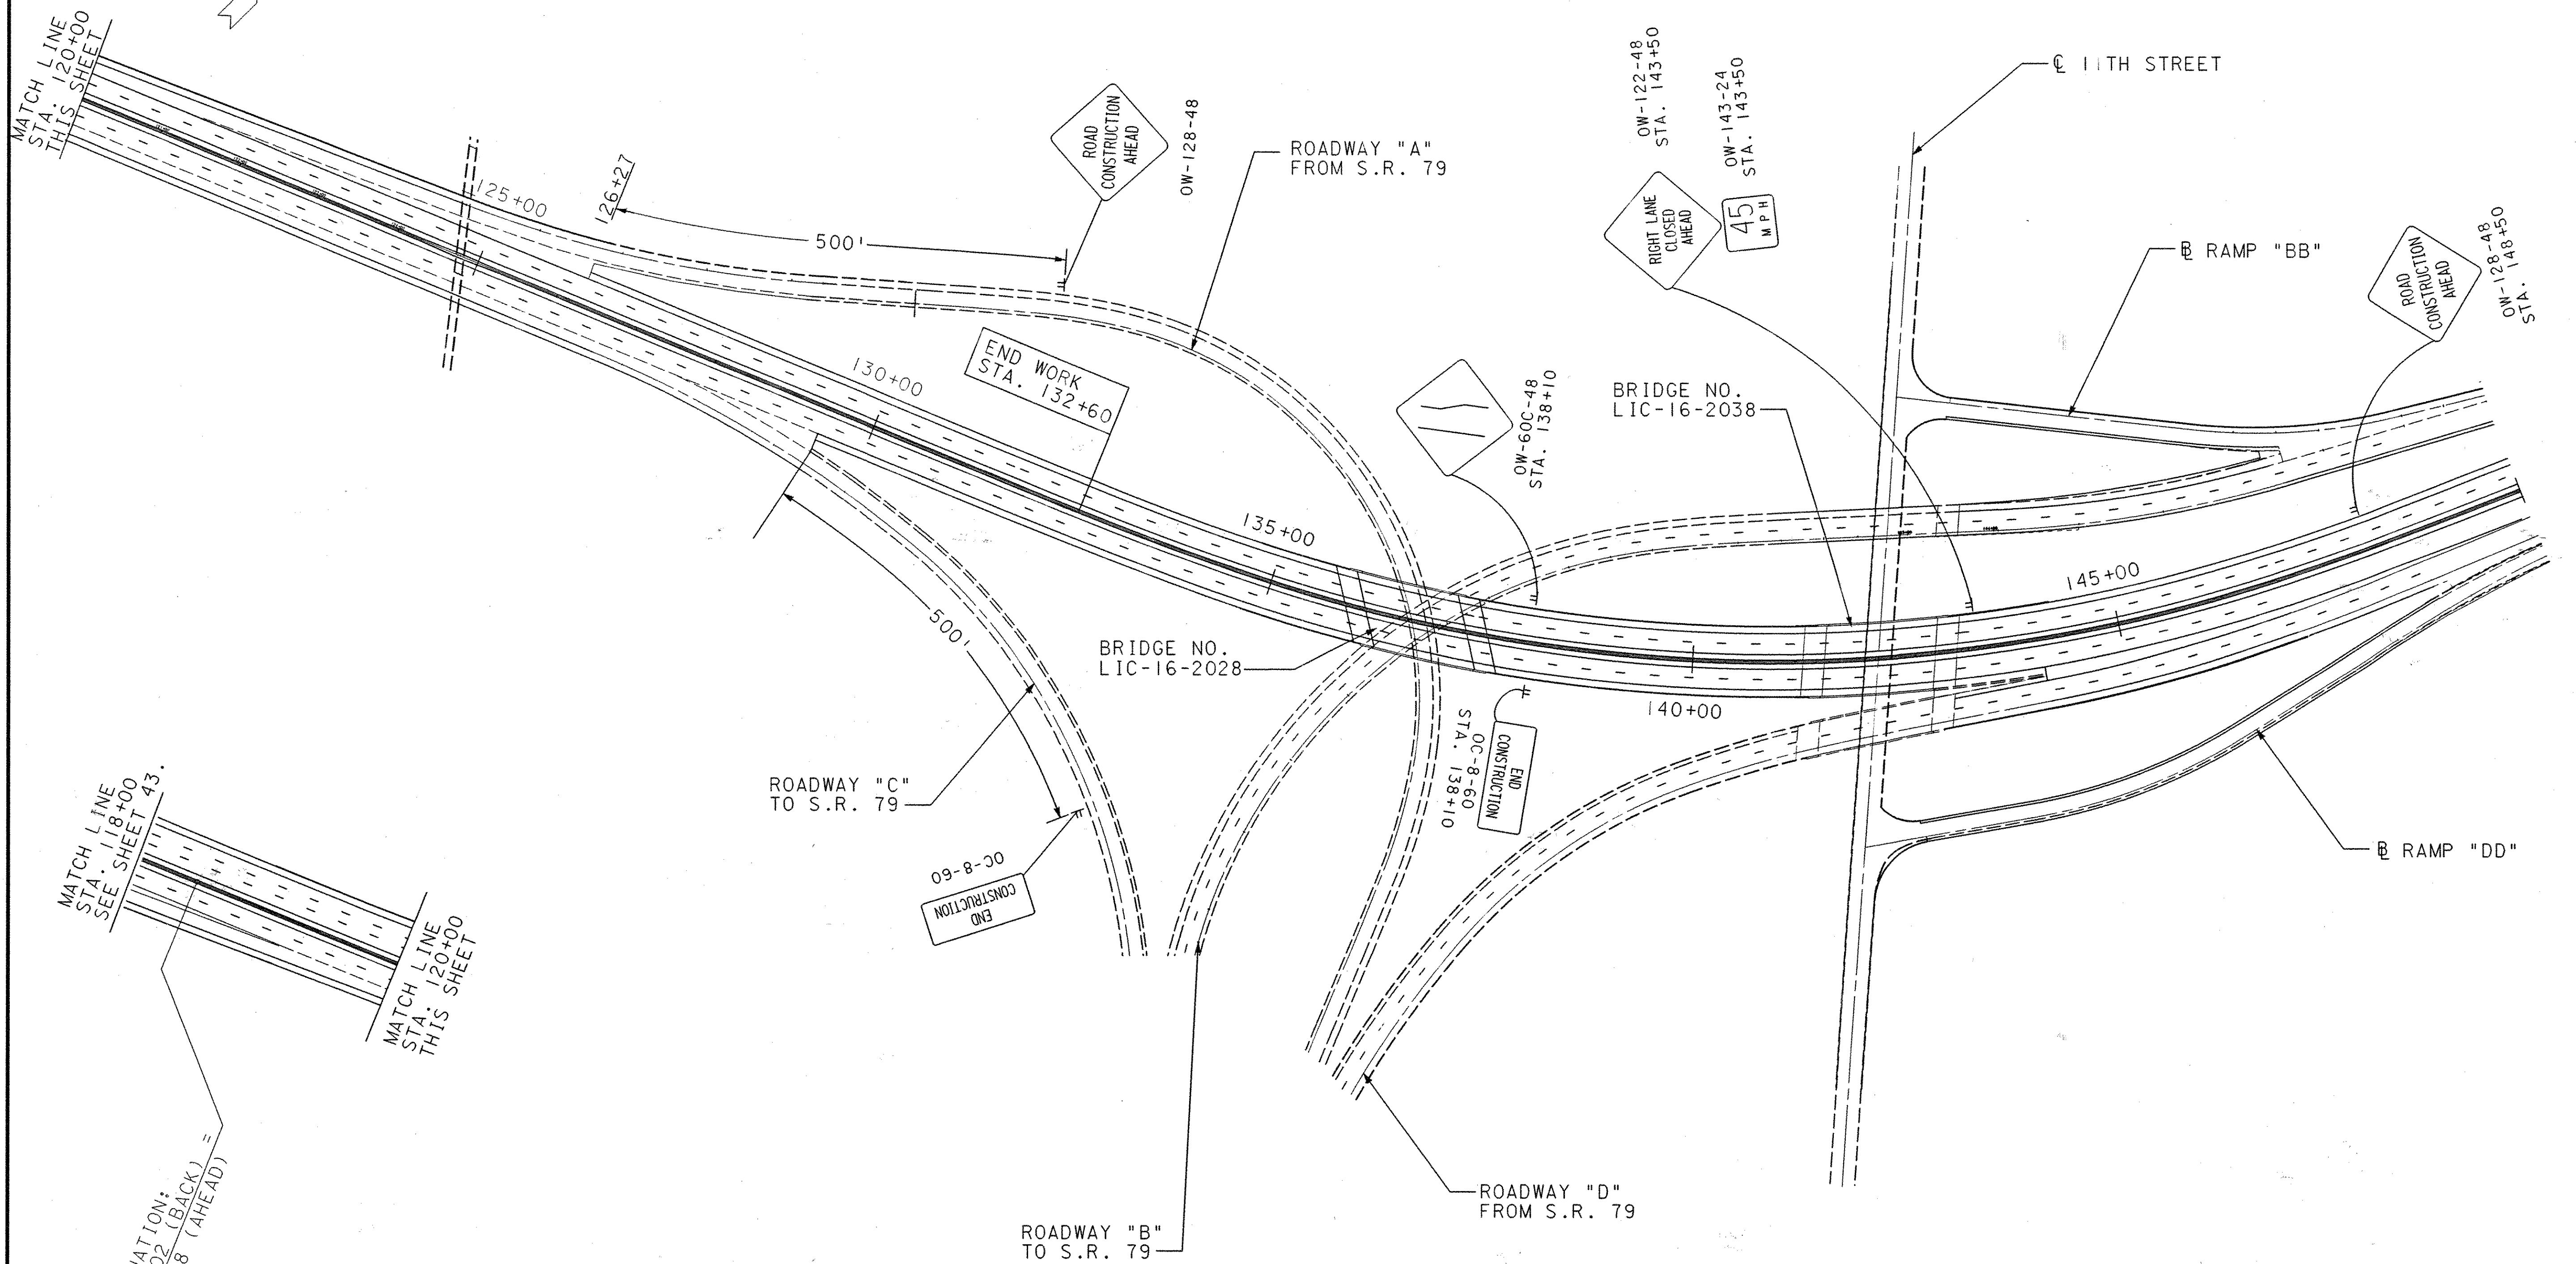 MATCH LINE
STA. 120+00
THIS SHEET
125+00
126+27
500'
ROAD
CONSTRUCTION
AHEAD
OW-128-48
ROADWAY "A"
FROM S.R. 79
OW-122-48
STA. 143+50
OW-143-24
STA. 143+50
RIGHT LANE
CLOSED
AHEAD
45
MPH
℄ 11TH STREET
℄ RAMP "BB"
ROAD
CONSTRUCTION
AHEAD
OW-128-48
STA. 148+50
130+00
END WORK
STA. 132+60
OW-60C-48
STA. 138+10
BRIDGE NO.
LIC-16-2038
135+00
145+00
500'
BRIDGE NO.
LIC-16-2028
140+00
END
CONSTRUCTION
OC-8-60
STA. 138+10
ROADWAY "C"
TO S.R. 79
OC-8-60
END
CONSTRUCTION
℄ RAMP "DD"
MATCH LINE
STA. 118+00
SEE SHEET 43.
MATCH LINE
STA. 120+00
THIS SHEET
ROADWAY "D"
FROM S.R. 79
ROADWAY "B"
TO S.R. 79
(BACK) =
(AHEAD)